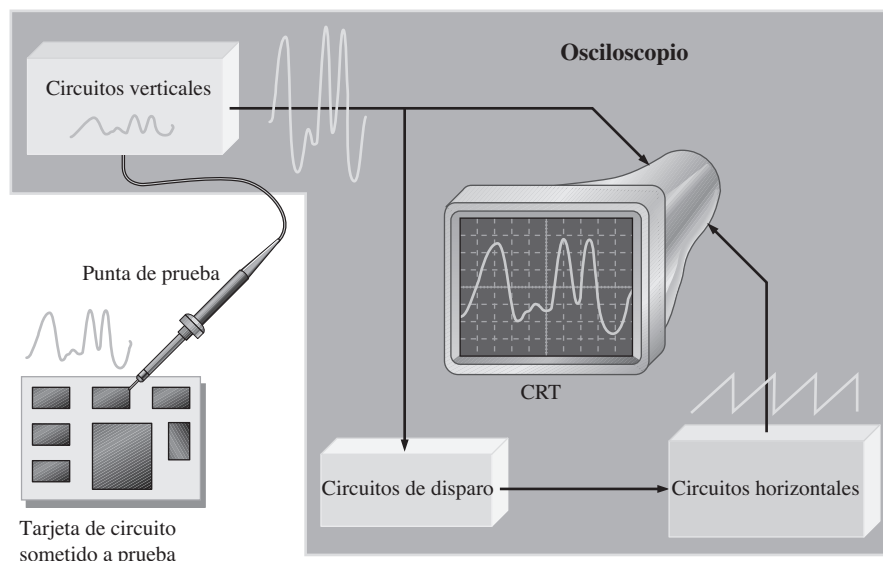 Osciloscopio
Circuitos verticales
Punta de prueba
CRT
Circuitos de disparo
Circuitos horizontales
Tarjeta de circuito
sometido a prueba